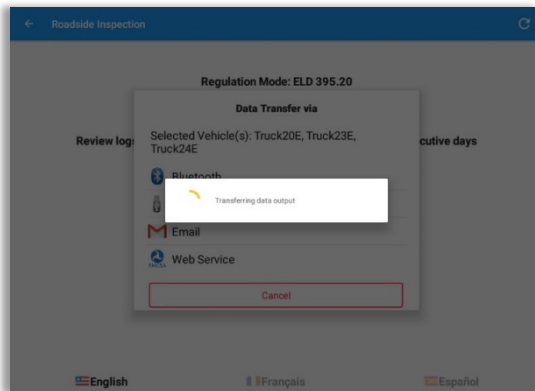 Roadside Inspection
Regulation Mode: ELD 395.20
Data Transfer via
Review logs
cutive days
Selected Vehicle(s): Truck20E, Truck23E,
Truck24E
Bluetooth
Transferring data output
Email
Web Service
Cancel
English
Français
Español